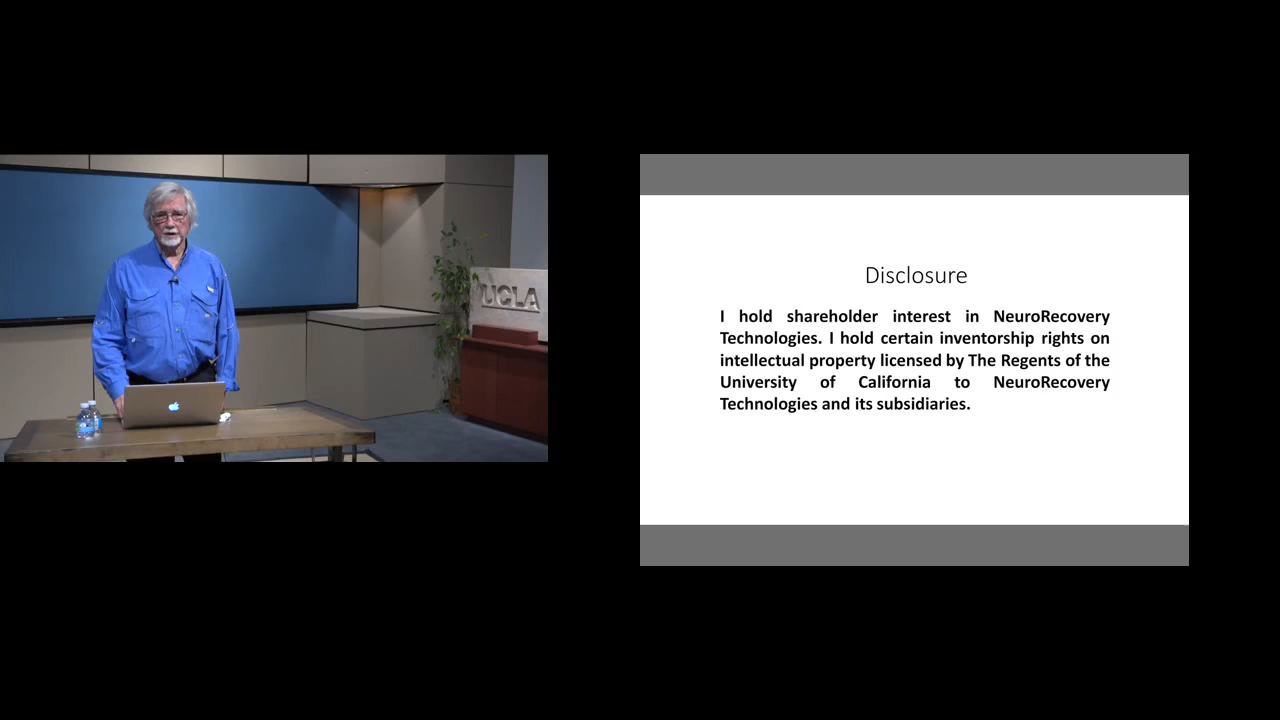 UCLA
Disclosure
I hold shareholder interest in NeuroRecovery
Technologies. I hold certain inventorship rights on
intellectual property licensed by The Regents of the
University of California to NeuroRecovery
Technologies and its subsidiaries.